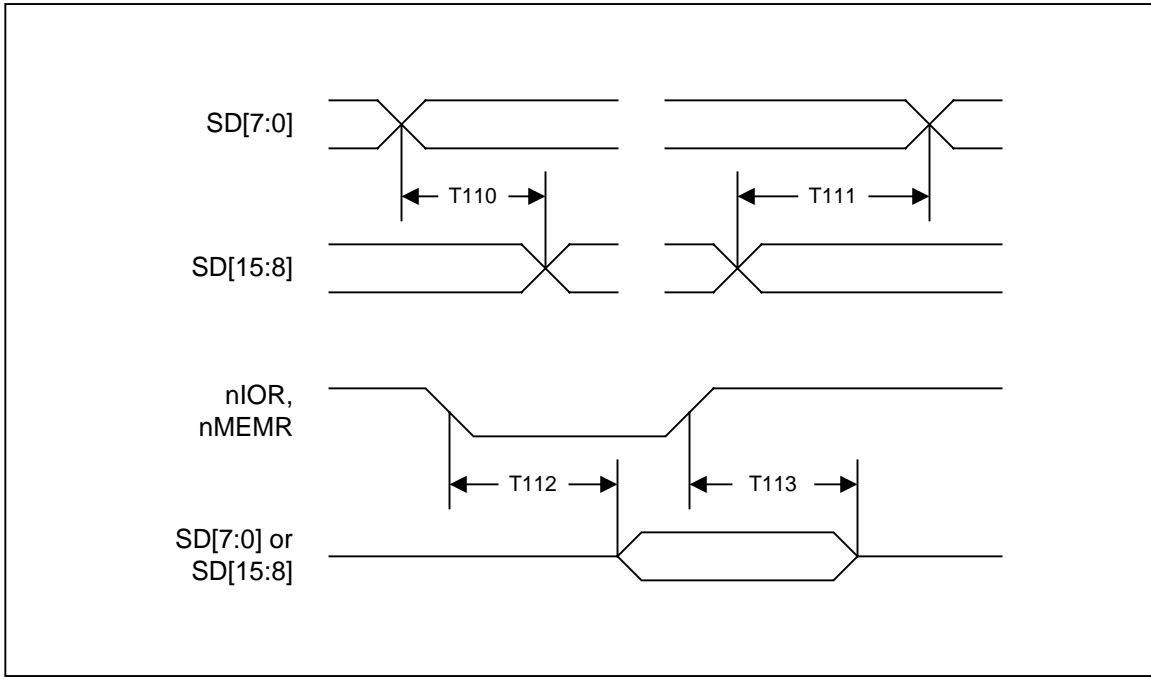 SD[7:0]
T110
T111
SD[15:8]
nIOR,
nMEMR
T112
T113
SD[7:0] or
SD[15:8]